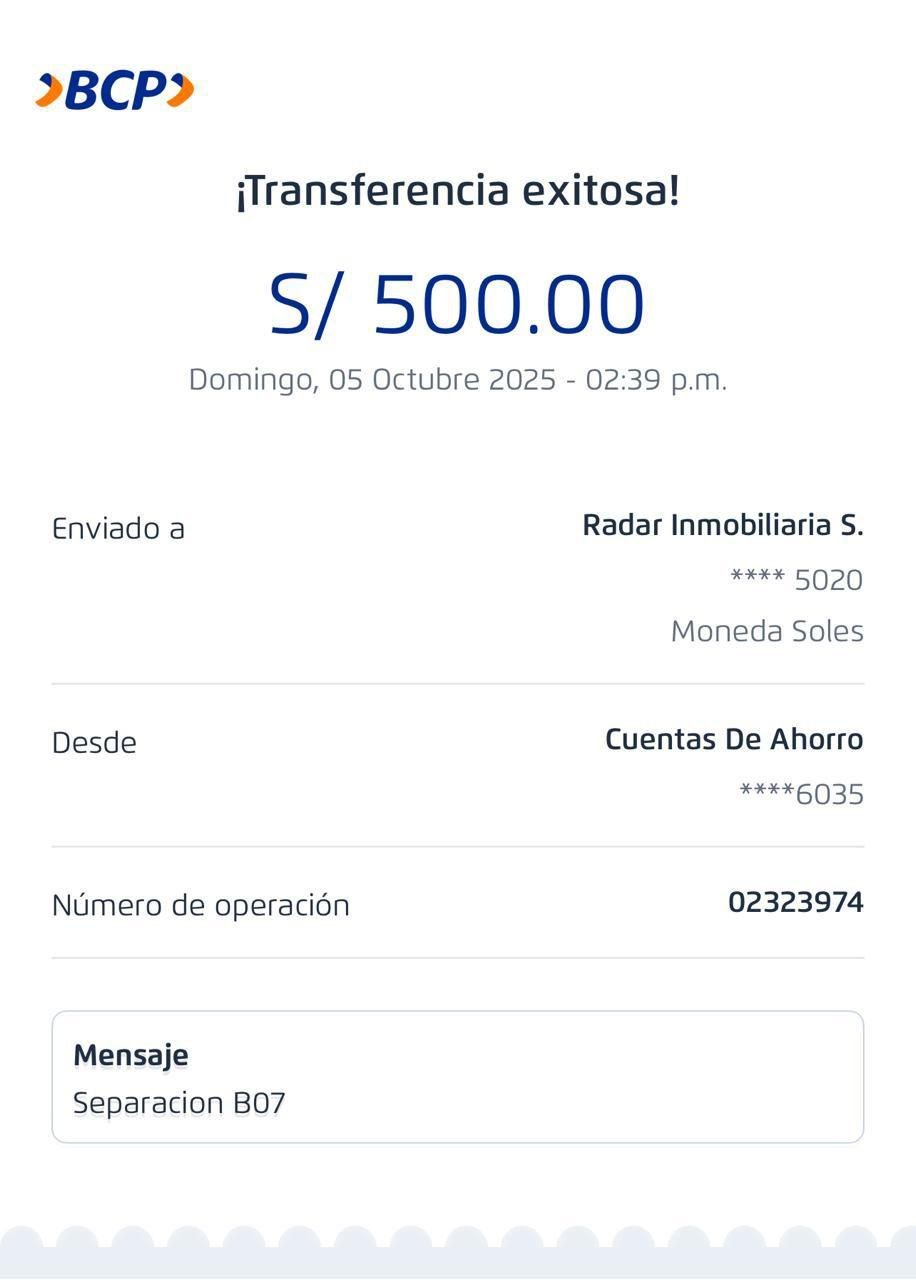 BCP
¡Transferencia exitosa!
S/ 500.00
Domingo, 05 Octubre 2025 - 02:39 p.m.
Enviado a
Radar Inmobiliaria S.
**** 5020
Moneda Soles
Desde
Cuentas De Ahorro
****6035
Número de operación
02323974
Mensaje
Separacion B07